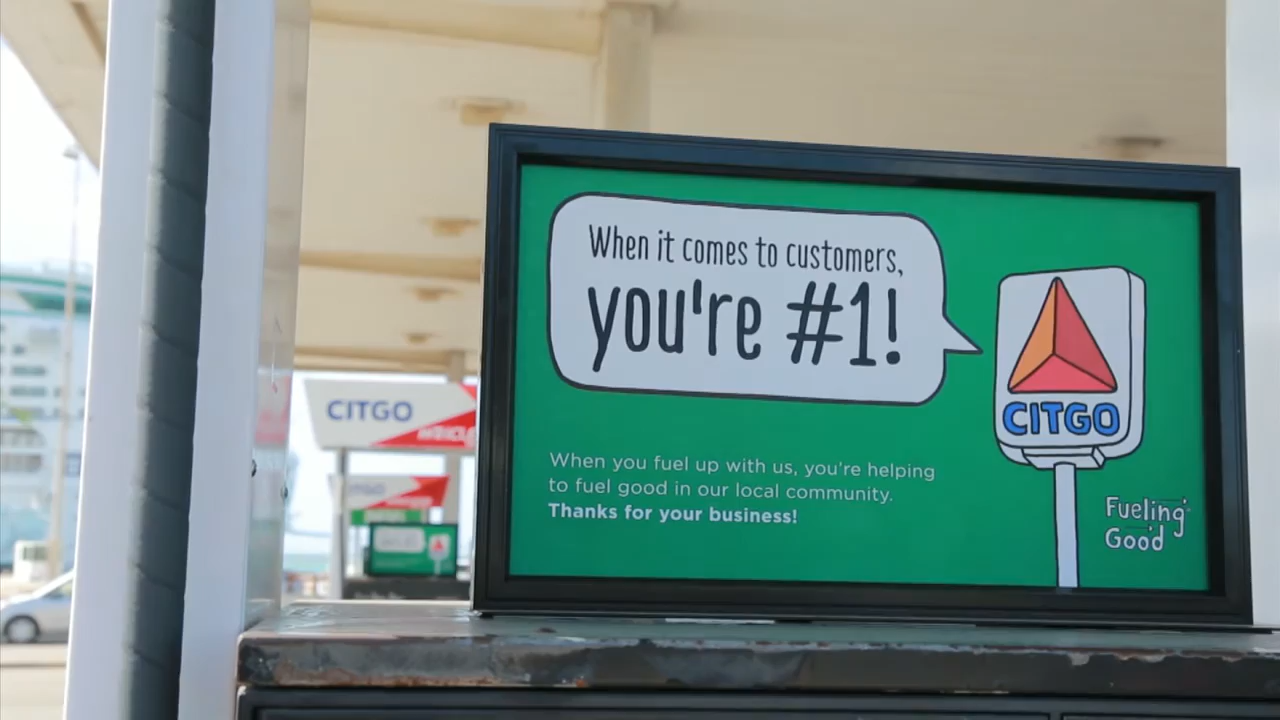 When it comes to customers,
you're #1!
CITGO
When you fuel up with us, you're helping
to fuel good in our local community.
Thanks for your business!
Fueling
Good
CITGO